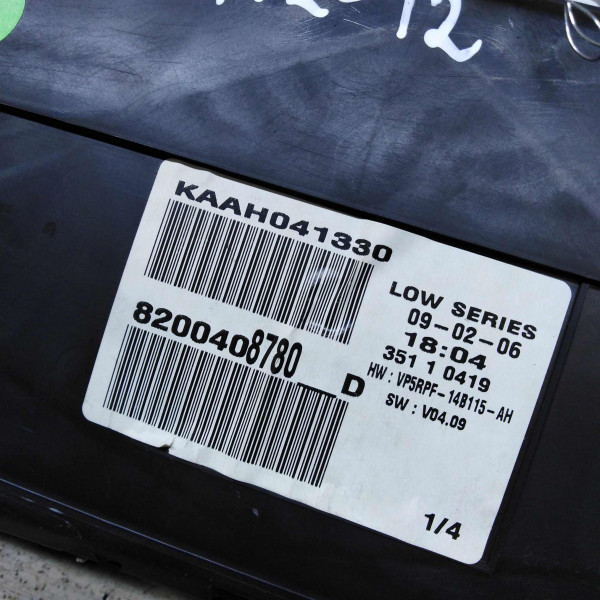 KAAH041330
8200408780__D
LOW SERIES
09-02-06
18:04
351 1 0419
HW : VP5RPF-14B115-AH
SW : V04.09
1/4